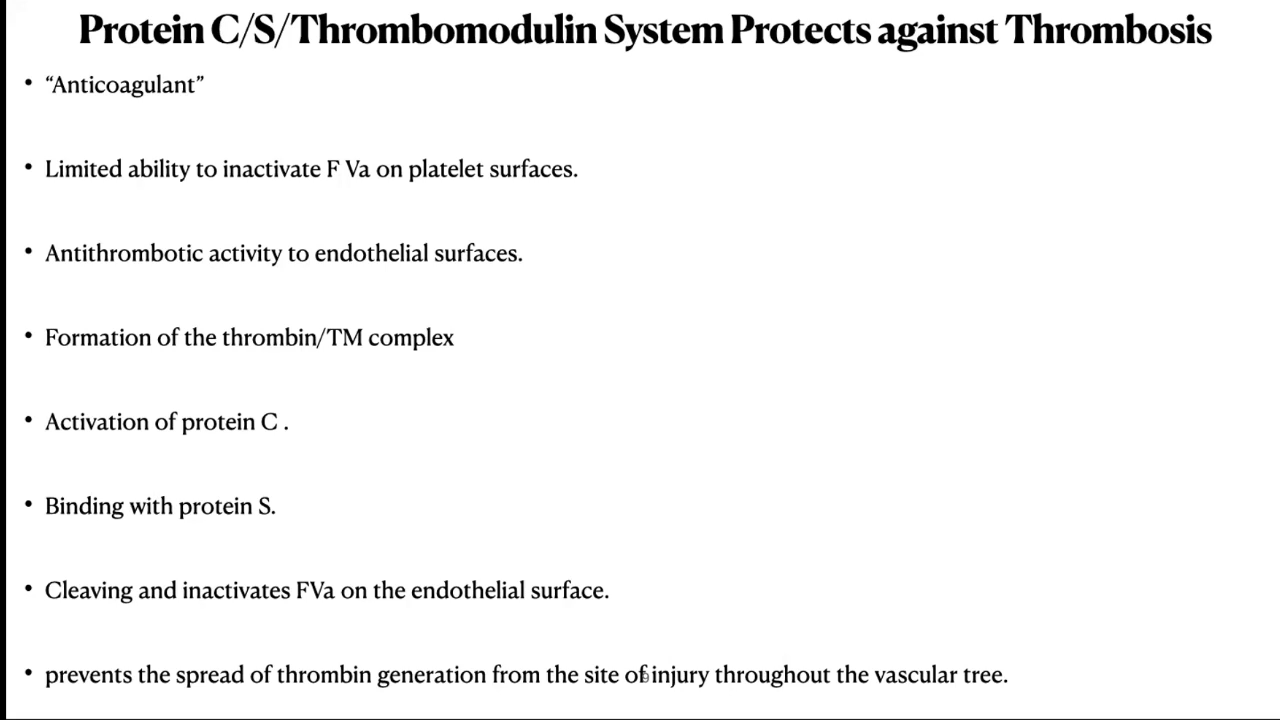 Protein C/S/Thrombomodulin System Protects against Thrombosis
• “Anticoagulant”
• Limited ability to inactivate F Va on platelet surfaces.
• Antithrombotic activity to endothelial surfaces.
• Formation of the thrombin/TM complex
• Activation of protein C .
• Binding with protein S.
• Cleaving and inactivates FVa on the endothelial surface.
• prevents the spread of thrombin generation from the site of injury throughout the vascular tree.